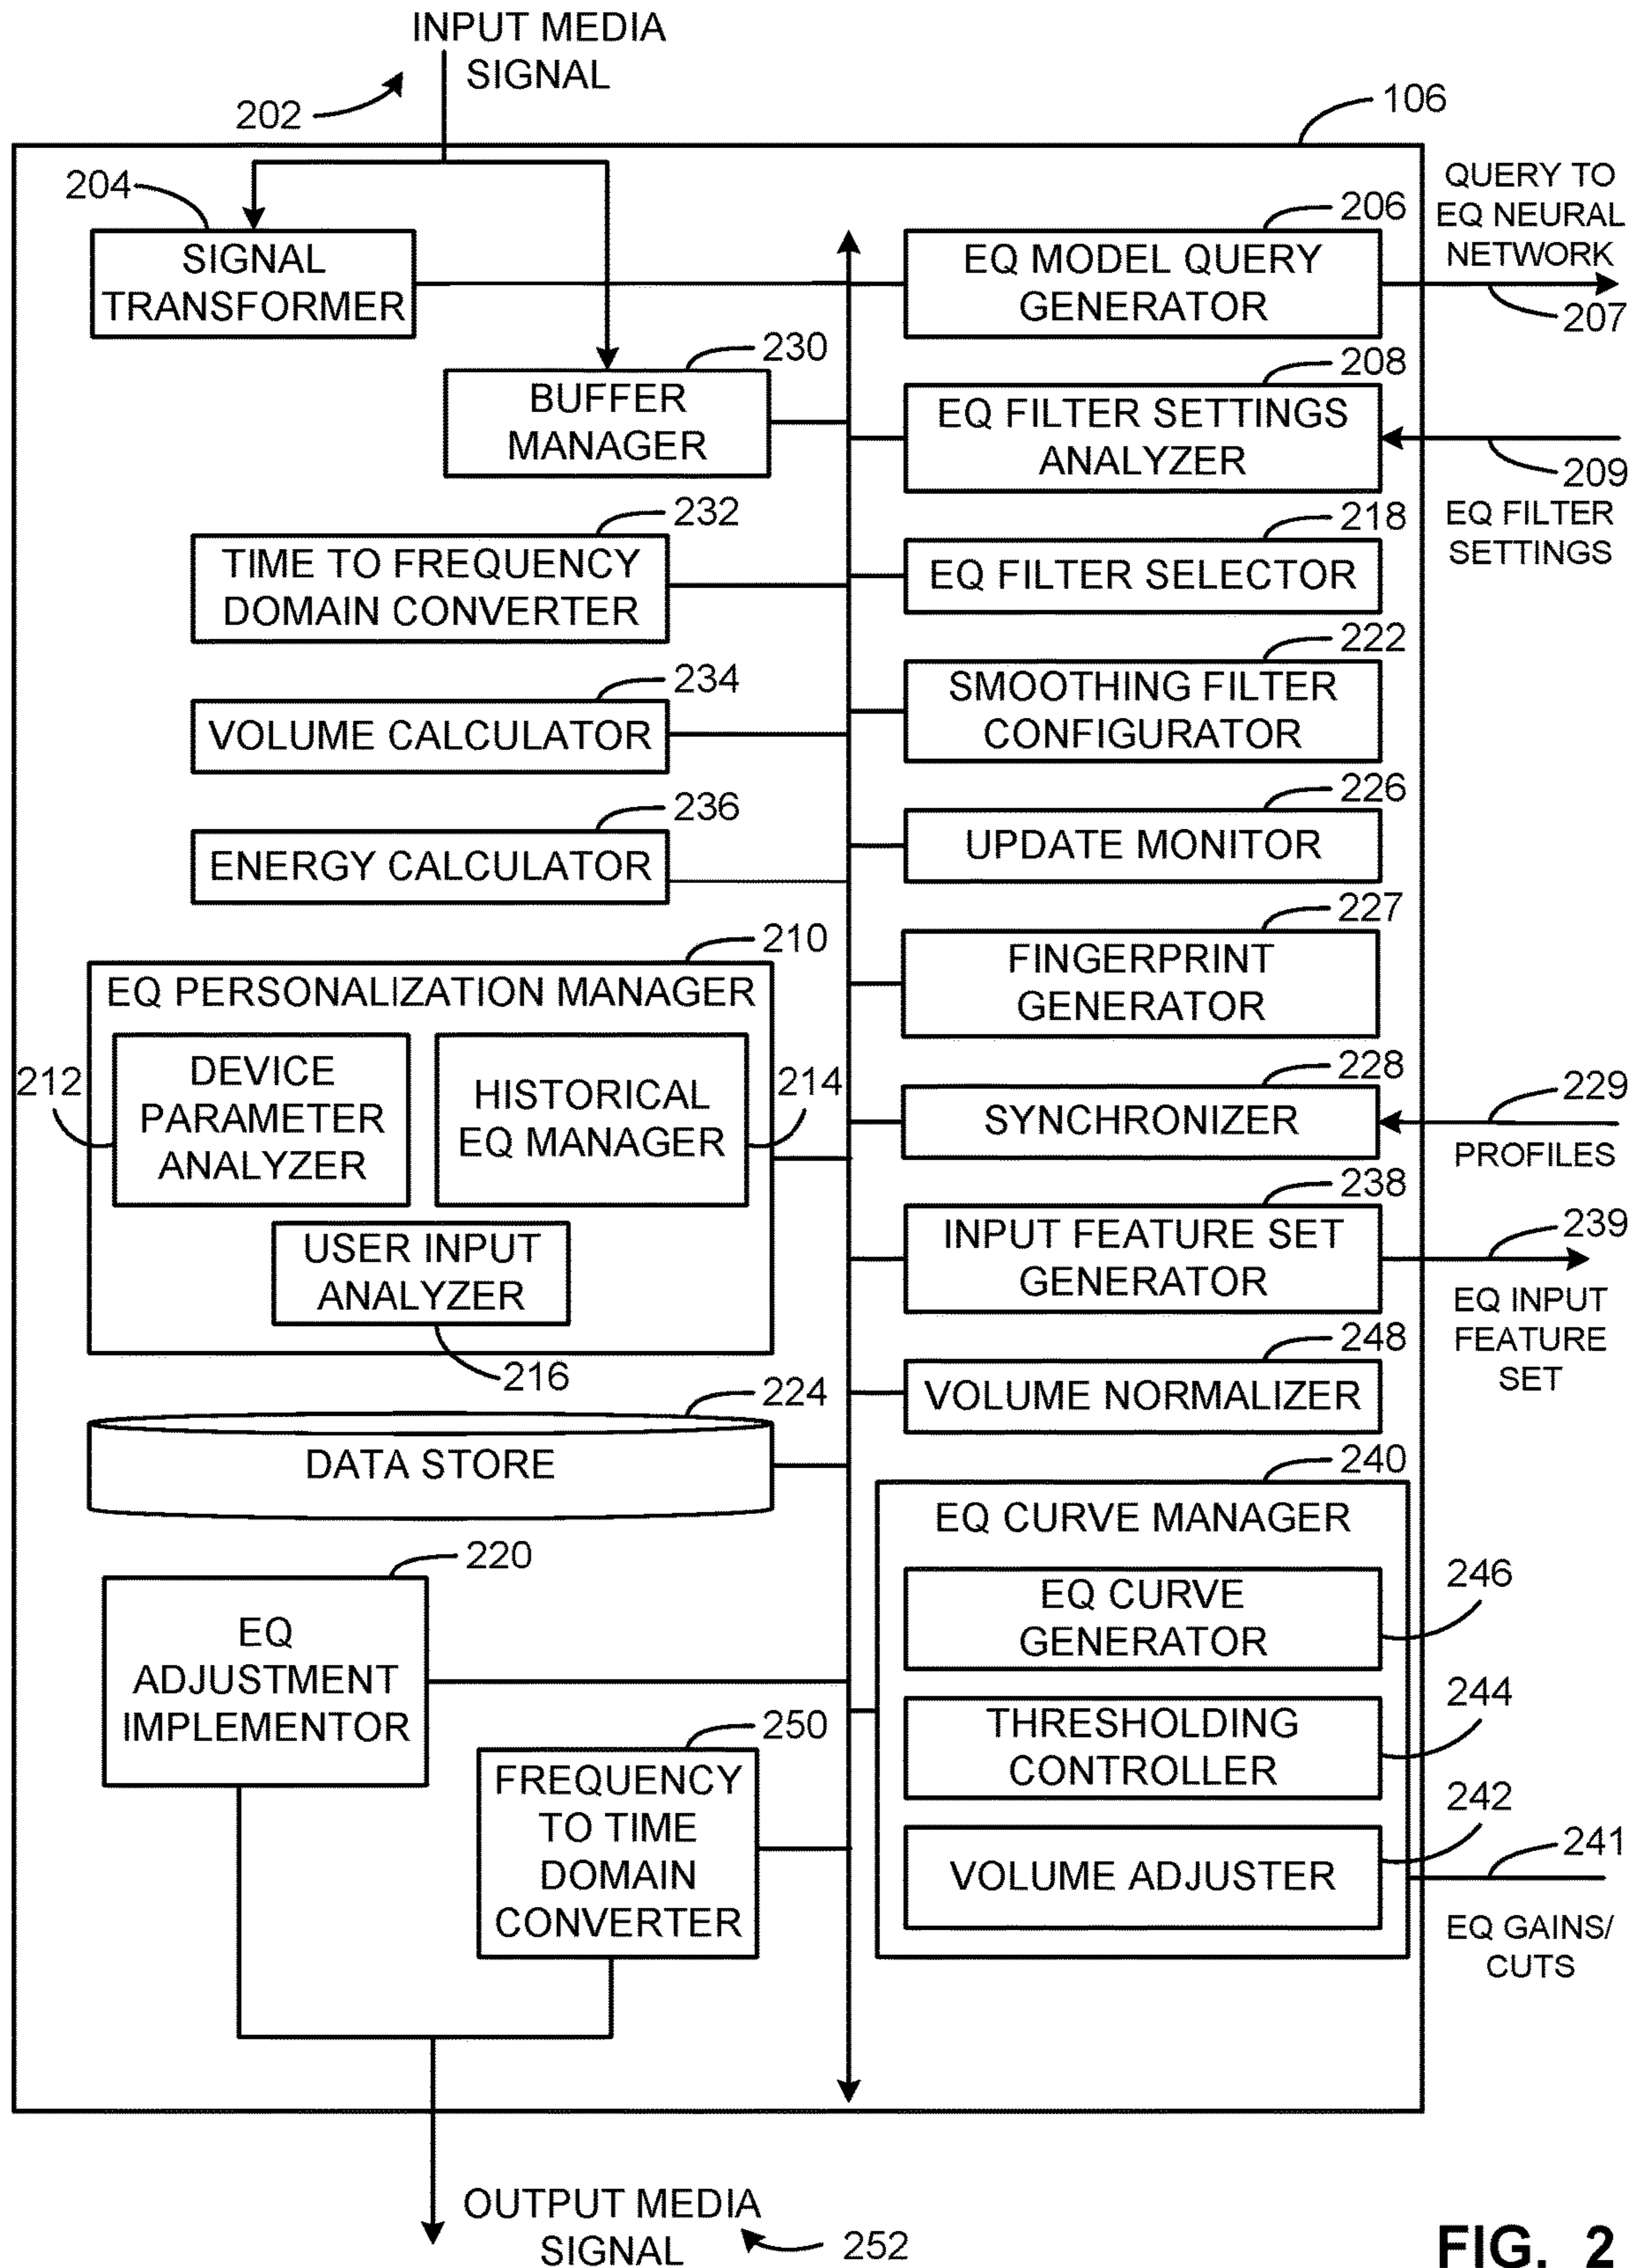 INPUT MEDIA
SIGNAL
202
106
204
SIGNAL
TRANSFORMER
206
EQ MODEL QUERY
GENERATOR
QUERY TO
EQ NEURAL
NETWORK
207
230
BUFFER
MANAGER
208
EQ FILTER SETTINGS
ANALYZER
209
EQ FILTER
SETTINGS
232
TIME TO FREQUENCY
DOMAIN CONVERTER
218
EQ FILTER SELECTOR
222
SMOOTHING FILTER
CONFIGURATOR
234
VOLUME CALCULATOR
226
UPDATE MONITOR
236
ENERGY CALCULATOR
227
FINGERPRINT
GENERATOR
210
EQ PERSONALIZATION MANAGER
212
DEVICE
PARAMETER
ANALYZER
HISTORICAL
EQ MANAGER
214
USER INPUT
ANALYZER
216
228
SYNCHRONIZER
229
PROFILES
238
INPUT FEATURE SET
GENERATOR
239
EQ INPUT
FEATURE
SET
248
VOLUME NORMALIZER
224
DATA STORE
240
EQ CURVE MANAGER
EQ CURVE
GENERATOR
246
THRESHOLDING
CONTROLLER
244
VOLUME ADJUSTER
242
241
EQ GAINS/
CUTS
220
EQ
ADJUSTMENT
IMPLEMENTOR
250
FREQUENCY
TO TIME
DOMAIN
CONVERTER
OUTPUT MEDIA
SIGNAL
252
FIG. 2